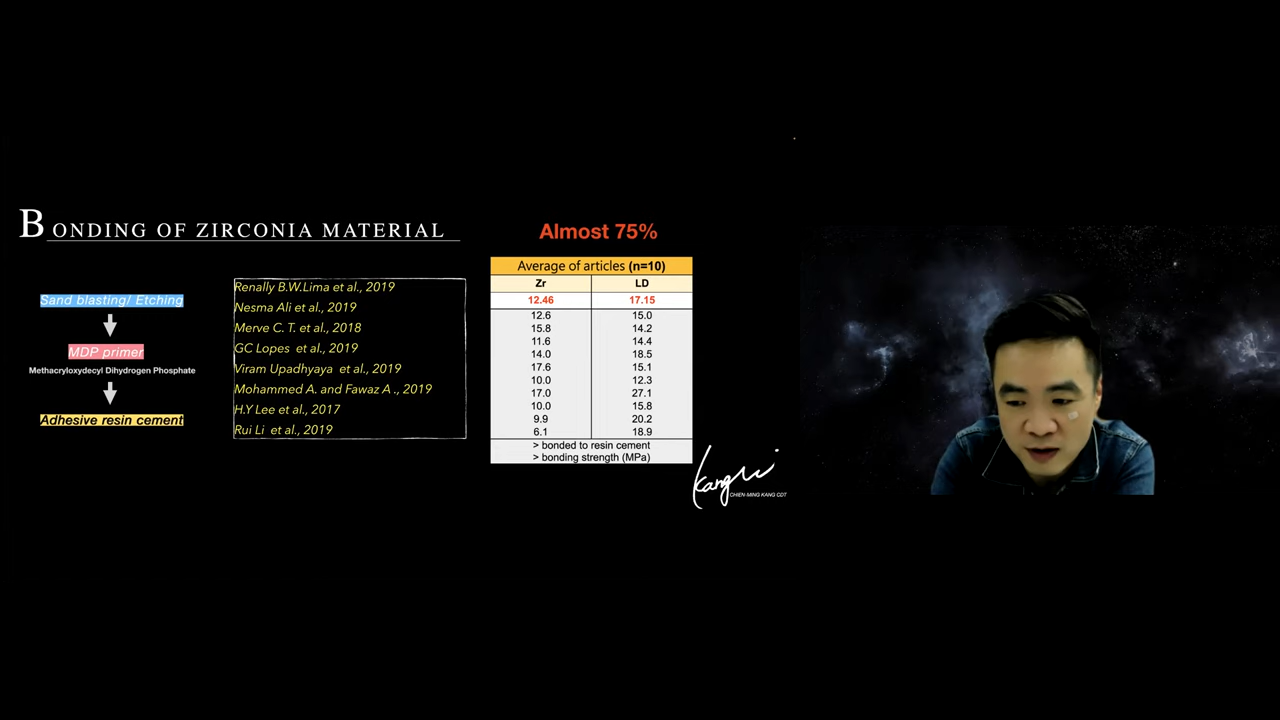 BONDING OF ZIRCONIA MATERIAL
Sand blasting/ Etching
MDP primer
Methacryloxydecyl Dihydrogen Phosphate
Adhesive resin cement
Renally B.W.Lima et al., 2019
Nesma Ali et al., 2019
Merve C. T. et al., 2018
GC Lopes et al., 2019
Viram Upadhyaya et al., 2019
Mohammed A. and Fawaz A ., 2019
H.Y Lee et al., 2017
Rui Li et al., 2019
Almost 75%
Average of articles (n=10)
Zr LD
12.46 17.15
12.6 15.0
15.8 14.2
11.6 14.4
14.0 18.5
17.6 15.1
10.0 12.3
17.0 27.1
10.0 15.8
9.9 20.2
6.1 18.9
> bonded to resin cement
> bonding strength (MPa)
CHIEN-MING KANG CDT